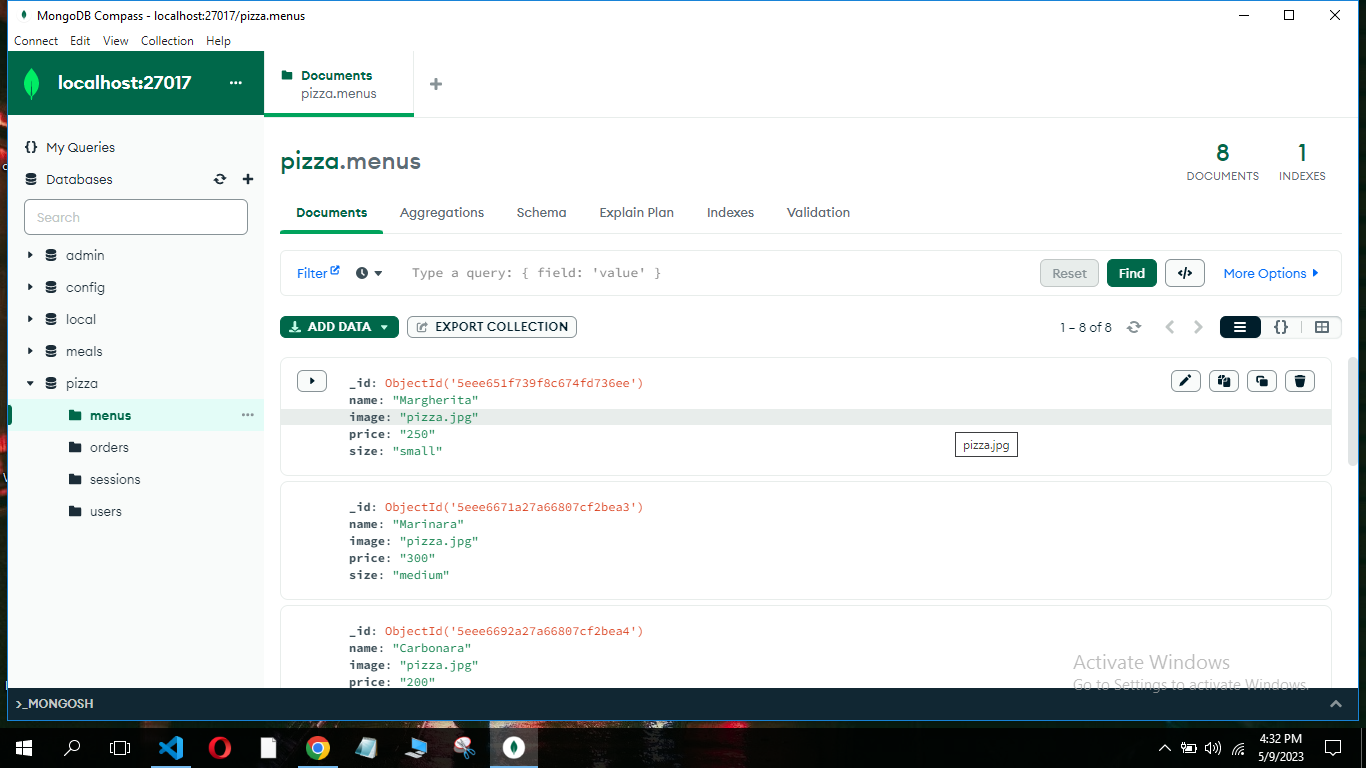 MongoDB Compass - localhost:27017/pizza.menus
Connect Edit View Collection Help
localhost:27017 ...
Documents
pizza.menus
+
{} My Queries
Databases
Search
admin
config
local
meals
pizza
menus ...
orders
sessions
users
pizza.menus
8
DOCUMENTS
1
INDEXES
Documents Aggregations Schema Explain Plan Indexes Validation
Filter Type a query: { field: 'value' } Reset Find </> More Options
ADD DATA EXPORT COLLECTION 1 – 8 of 8 {}
_id: ObjectId('5eee651f739f8c674fd736ee')
name: "Margherita"
image: "pizza.jpg"
price: "250"
size: "small"
pizza.jpg
_id: ObjectId('5eee6671a27a66807cf2bea3')
name: "Marinara"
image: "pizza.jpg"
price: "300"
size: "medium"
_id: ObjectId('5eee6692a27a66807cf2bea4')
name: "Carbonara"
image: "pizza.jpg"
price: "200"
Activate Windows
Go to Settings to activate Windows.
>_MONGOSH
4:32 PM
5/9/2023